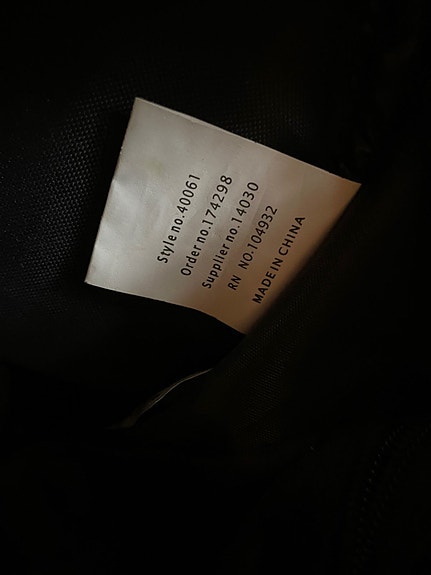 Style no.40061
Order no.174298
Supplier no.14030
RN NO.104932
MADE IN CHINA